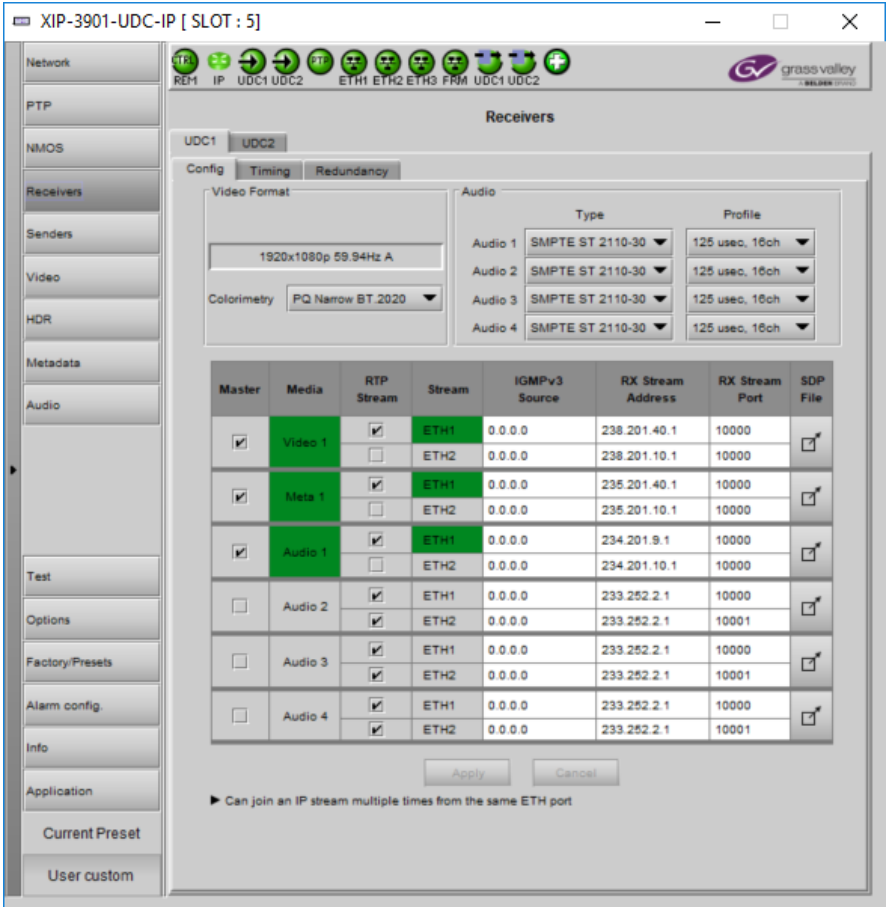 XIP-3901-UDC-IP [ SLOT : 5]
Network
PTP
NMOS
Receivers
Senders
Video
HDR
Metadata
Audio
Test
Options
Factory/Presets
Alarm config.
Info
Application
Current Preset
User custom
CTRL PTP
REM IP UDC1 UDC2 ETH1 ETH2 ETH3 FRM UDC1 UDC2
GV grass valley
A BELDEN BRAND
Receivers
UDC1 UDC2
Config Timing Redundancy
Video Format
1920x1080p 59.94Hz A
Colorimetry PQ Narrow BT.2020
Audio
Type Profile
Audio 1 SMPTE ST 2110-30 125 usec, 16ch
Audio 2 SMPTE ST 2110-30 125 usec, 16ch
Audio 3 SMPTE ST 2110-30 125 usec, 16ch
Audio 4 SMPTE ST 2110-30 125 usec, 16ch
Master Media RTP Stream Stream IGMPv3 Source RX Stream Address RX Stream Port SDP File
Video 1 ETH1 0.0.0.0 238.201.40.1 10000
ETH2 0.0.0.0 238.201.10.1 10000
Meta 1 ETH1 0.0.0.0 235.201.40.1 10000
ETH2 0.0.0.0 235.201.10.1 10000
Audio 1 ETH1 0.0.0.0 234.201.9.1 10000
ETH2 0.0.0.0 234.201.10.1 10000
Audio 2 ETH1 0.0.0.0 233.252.2.1 10000
ETH2 0.0.0.0 233.252.2.1 10001
Audio 3 ETH1 0.0.0.0 233.252.2.1 10000
ETH2 0.0.0.0 233.252.2.1 10001
Audio 4 ETH1 0.0.0.0 233.252.2.1 10000
ETH2 0.0.0.0 233.252.2.1 10001
Apply Cancel
Can join an IP stream multiple times from the same ETH port